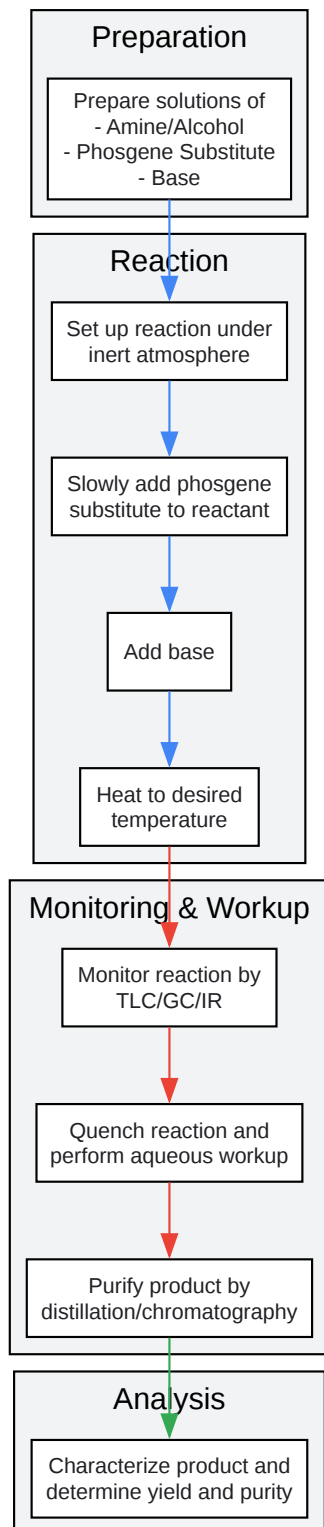 Preparation
Prepare solutions of
- Amine/Alcohol
- Phosgene Substitute
- Base
Reaction
Set up reaction under
inert atmosphere
Slowly add phosgene
substitute to reactant
Add base
Heat to desired
temperature
Monitoring & Workup
Monitor reaction by
TLC/GC/IR
Quench reaction and
perform aqueous workup
Purify product by
distillation/chromatography
Analysis
Characterize product and
determine yield and purity